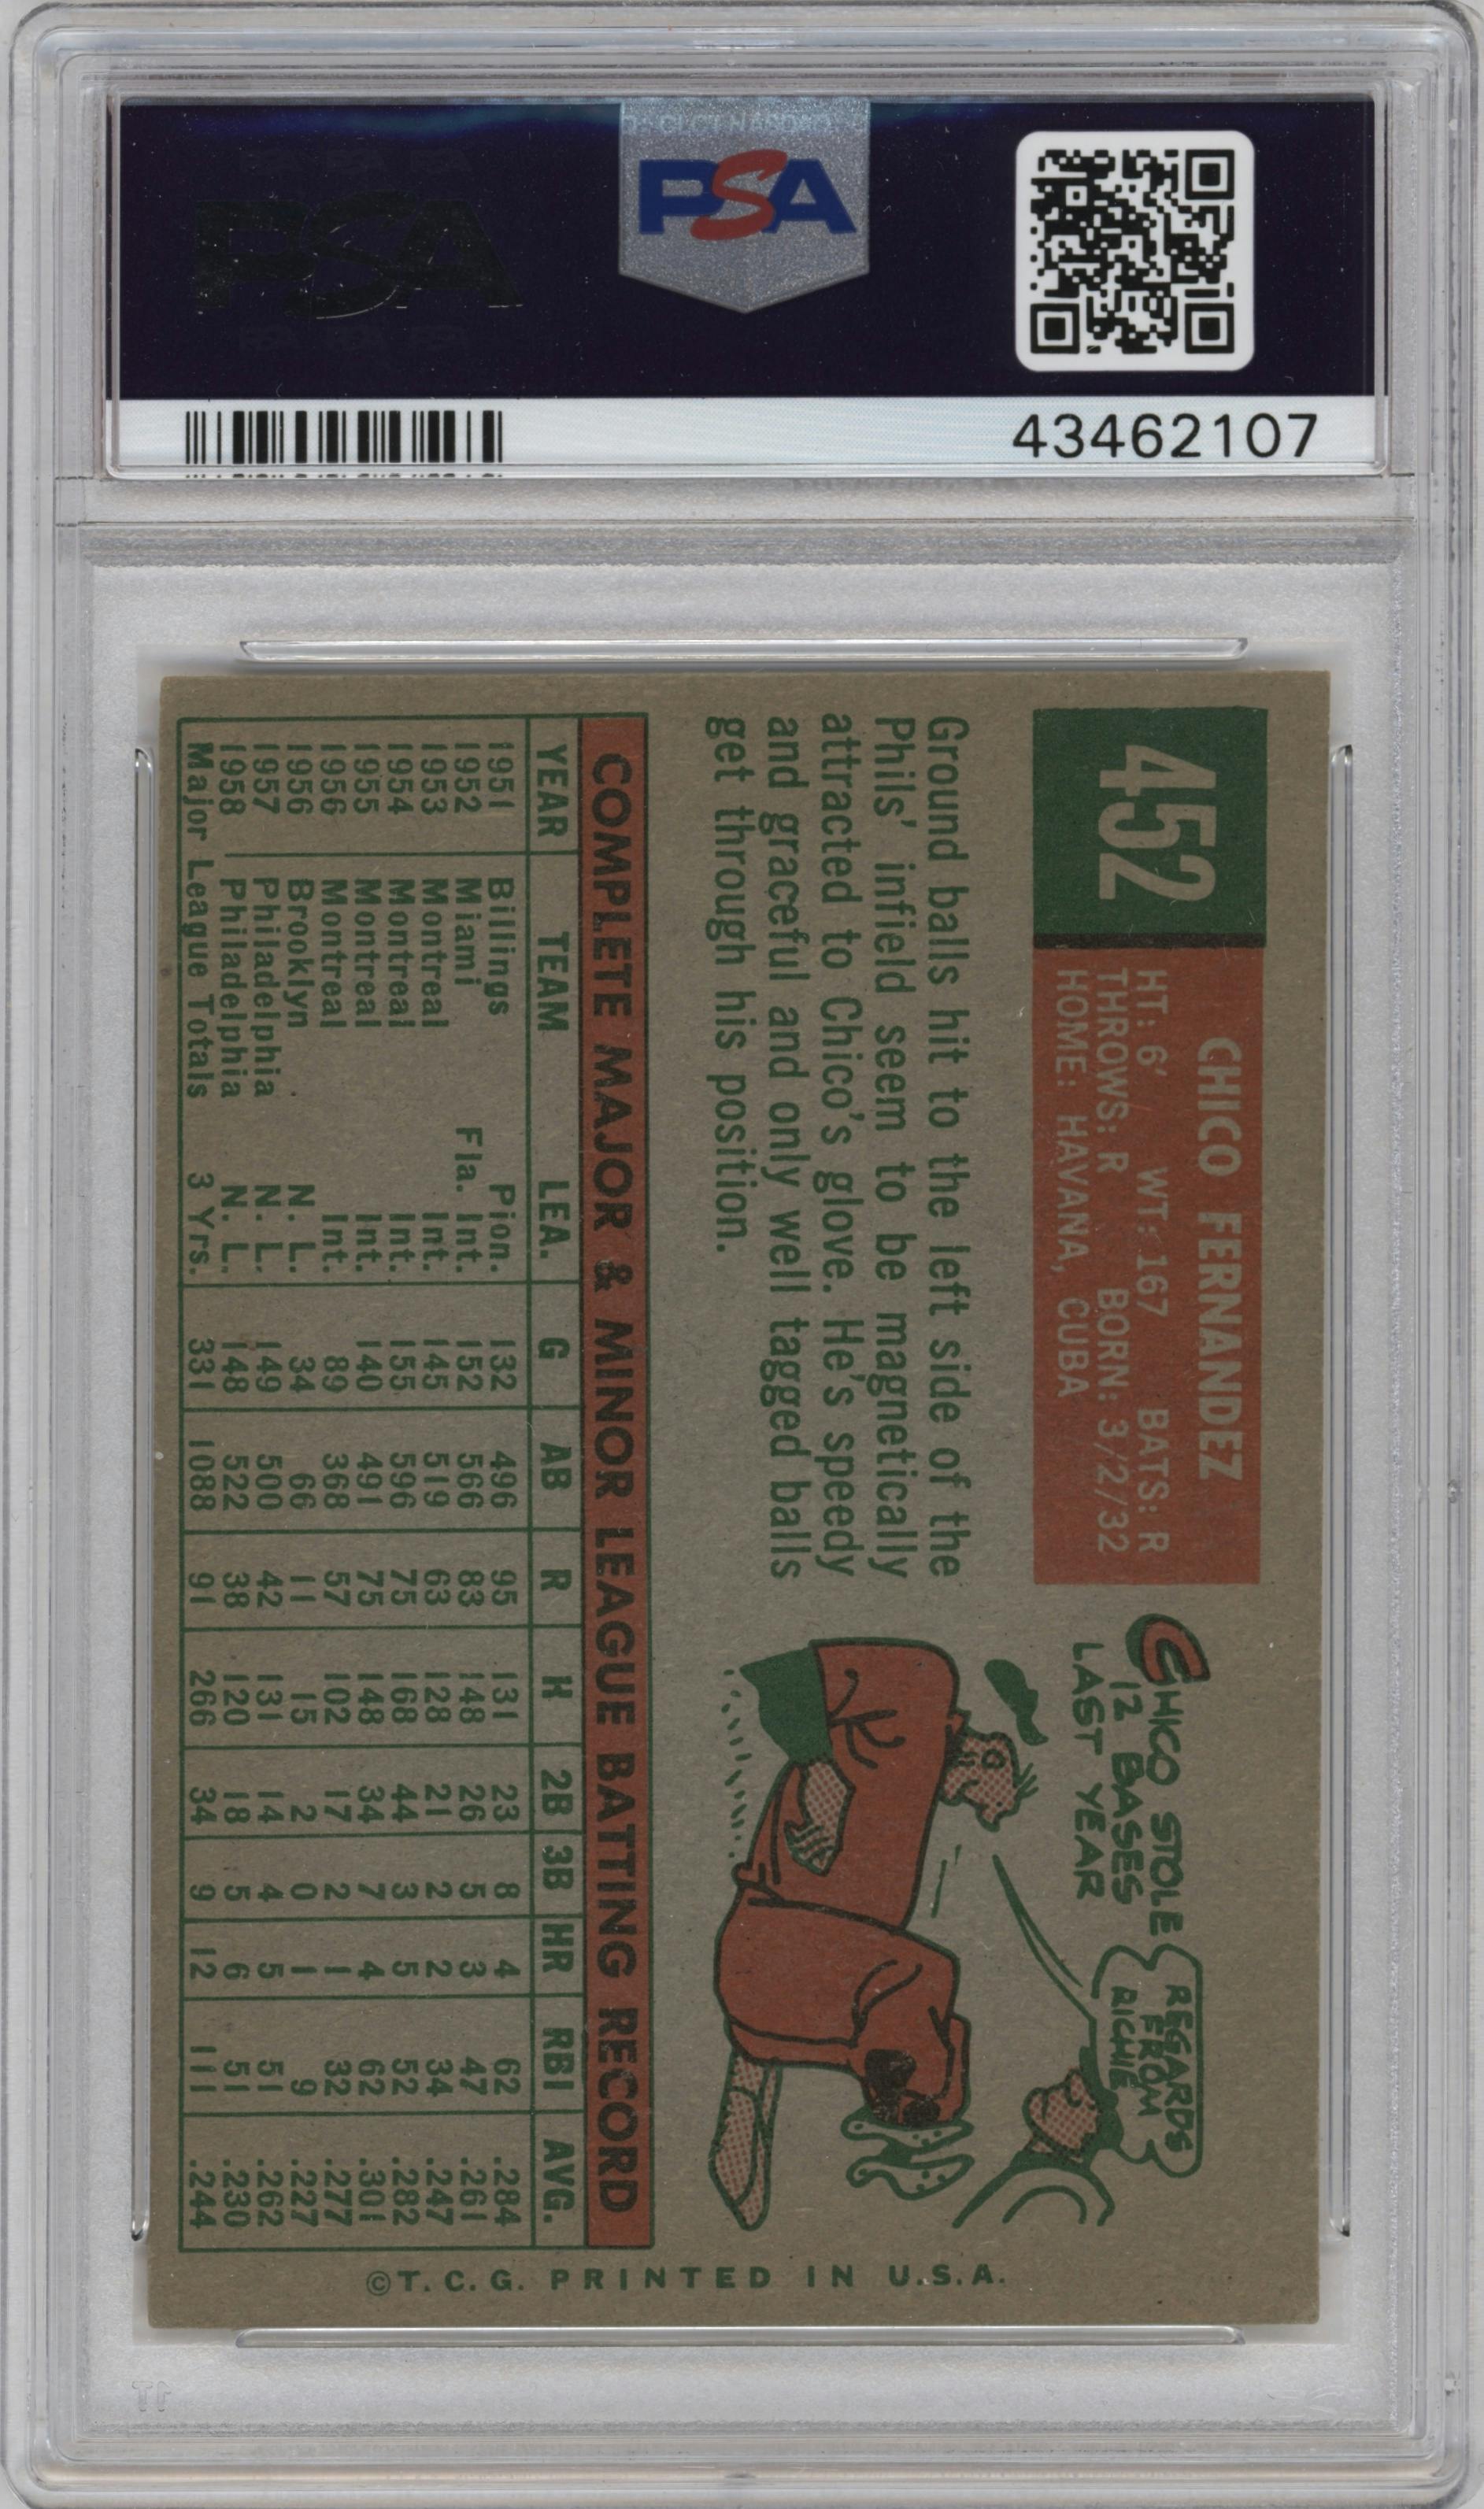 PSA
PSA
43462107
452
CHICO FERNANDEZ
HT: 6' WT: 167 BATS: R
THROWS: R BORN: 3/2/32
HOME: HAVANA, CUBA
Ground balls hit to the left side of the
Phils' infield seem to be magnetically
attracted to Chico's glove. He's speedy
and graceful and only well tagged balls
get through his position.
CHICO STOLE
12 BASES
LAST YEAR
REGARDS
FROM
RICHIE
COMPLETE MAJOR & MINOR LEAGUE BATTING RECORD
YEAR TEAM LEA. G AB R H 2B 3B HR RBI AVG.
1951 Billings Pion. 132 496 95 131 23 8 4 62 .284
1952 Miami Fla. Int. 152 566 83 148 26 5 3 47 .261
1953 Montreal Int. 145 519 63 128 21 2 2 34 .247
1954 Montreal Int. 155 596 75 168 44 3 5 52 .282
1955 Montreal Int. 140 491 75 148 34 7 4 62 .301
1956 Montreal Int. 89 368 57 102 17 2 1 32 .277
1956 Brooklyn N. L. 34 66 11 15 2 0 1 9 .227
1957 Philadelphia N. L. 149 500 42 131 14 4 5 51 .262
1958 Philadelphia N. L. 148 522 38 120 18 5 6 51 .230
Major League Totals 3 Yrs. 331 1088 91 266 34 9 12 111 .244
©T. C. G. PRINTED IN U.S.A.